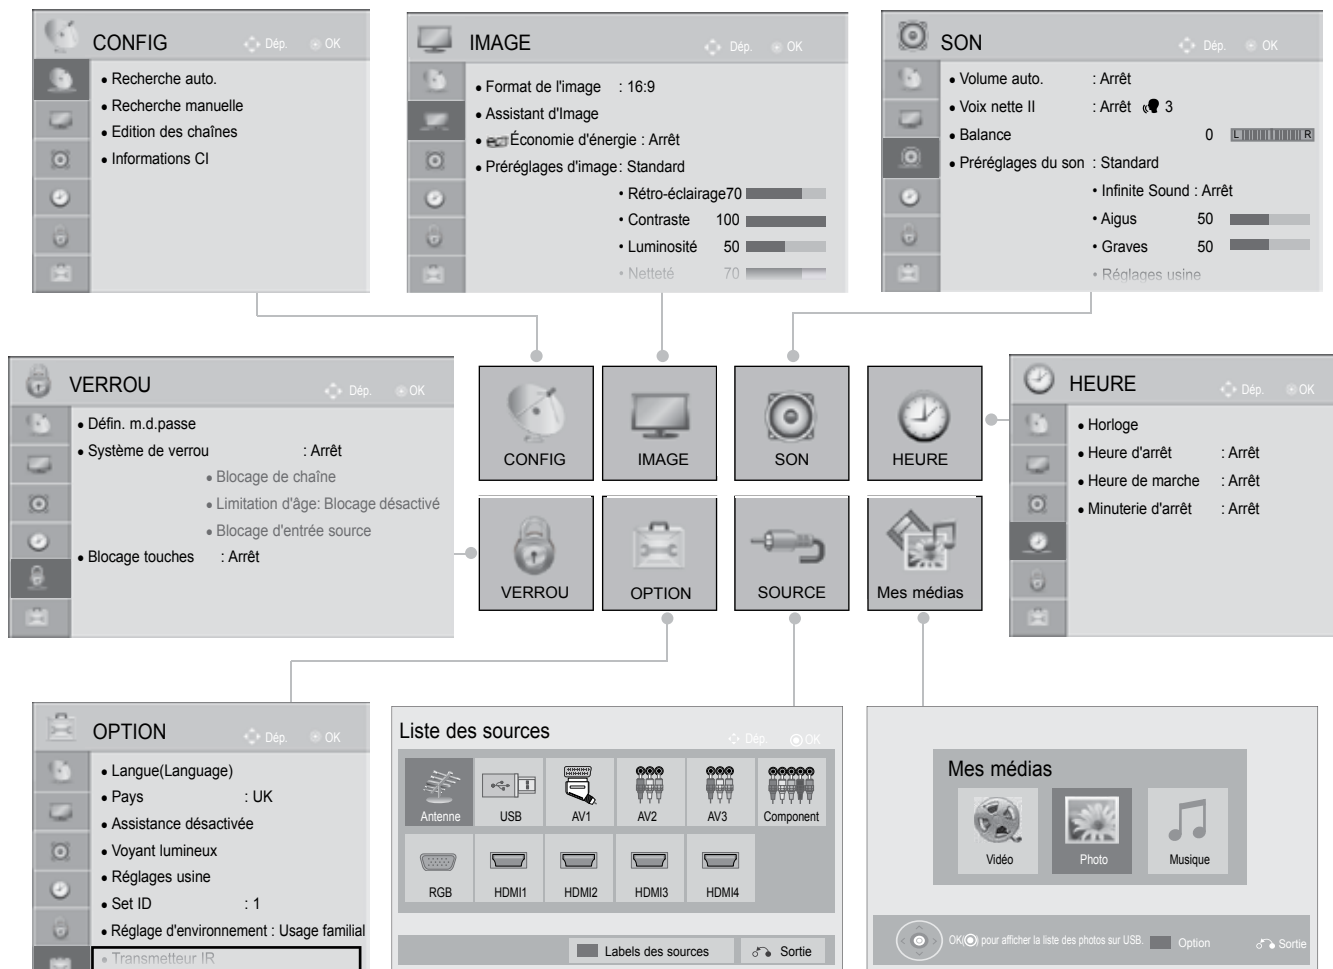 CONFIG
Dép. OK
• Recherche auto.
• Recherche manuelle
• Edition des chaînes
• Informations CI
IMAGE
Dép. OK
• Format de l'image : 16:9
• Assistant d'Image
• Économie d'énergie : Arrêt
• Préréglages d'image: Standard
• Rétro-éclairage70
• Contraste 100
• Luminosité 50
• Netteté 70
SON
Dép. OK
• Volume auto. : Arrêt
• Voix nette II : Arrêt 3
• Balance 0 L R
• Préréglages du son : Standard
• Infinite Sound : Arrêt
• Aigus 50
• Graves 50
• Réglages usine
VERROU
Dép. OK
• Défin. m.d.passe
• Système de verrou : Arrêt
• Blocage de chaîne
• Limitation d'âge: Blocage désactivé
• Blocage d'entrée source
• Blocage touches : Arrêt
CONFIG
IMAGE
SON
HEURE
VERROU
OPTION
SOURCE
Mes médias
HEURE
Dép. OK
• Horloge
• Heure d'arrêt : Arrêt
• Heure de marche : Arrêt
• Minuterie d'arrêt : Arrêt
OPTION
Dép. OK
• Langue(Language)
• Pays : UK
• Assistance désactivée
• Voyant lumineux
• Réglages usine
• Set ID : 1
• Réglage d'environnement : Usage familial
• Transmetteur IR
Liste des sources
Dép. OK
Antenne USB AV1 AV2 AV3 Component
RGB HDMI1 HDMI2 HDMI3 HDMI4
Labels des sources Sortie
Mes médias
Vidéo Photo Musique
OK(◉) pour afficher la liste des photos sur USB. Option Sortie